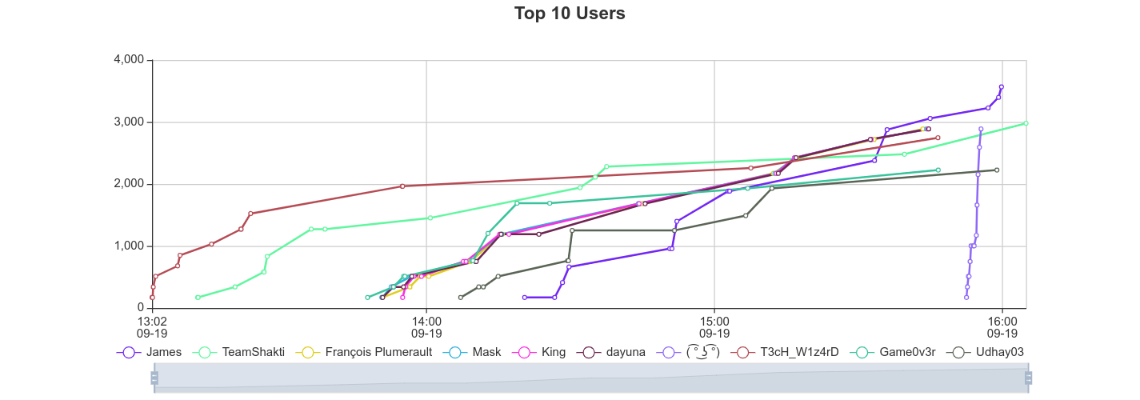 Top 10 Users
4,000
3,000
2,000
1,000
0
13:02 14:00 15:00 16:00
09-19 09-19 09-19 09-19
James TeamShakti François Plumerault Mask King dayuna ( ͡° ͜ʖ ͡°) T3cH_W1z4rD Game0v3r Udhay03